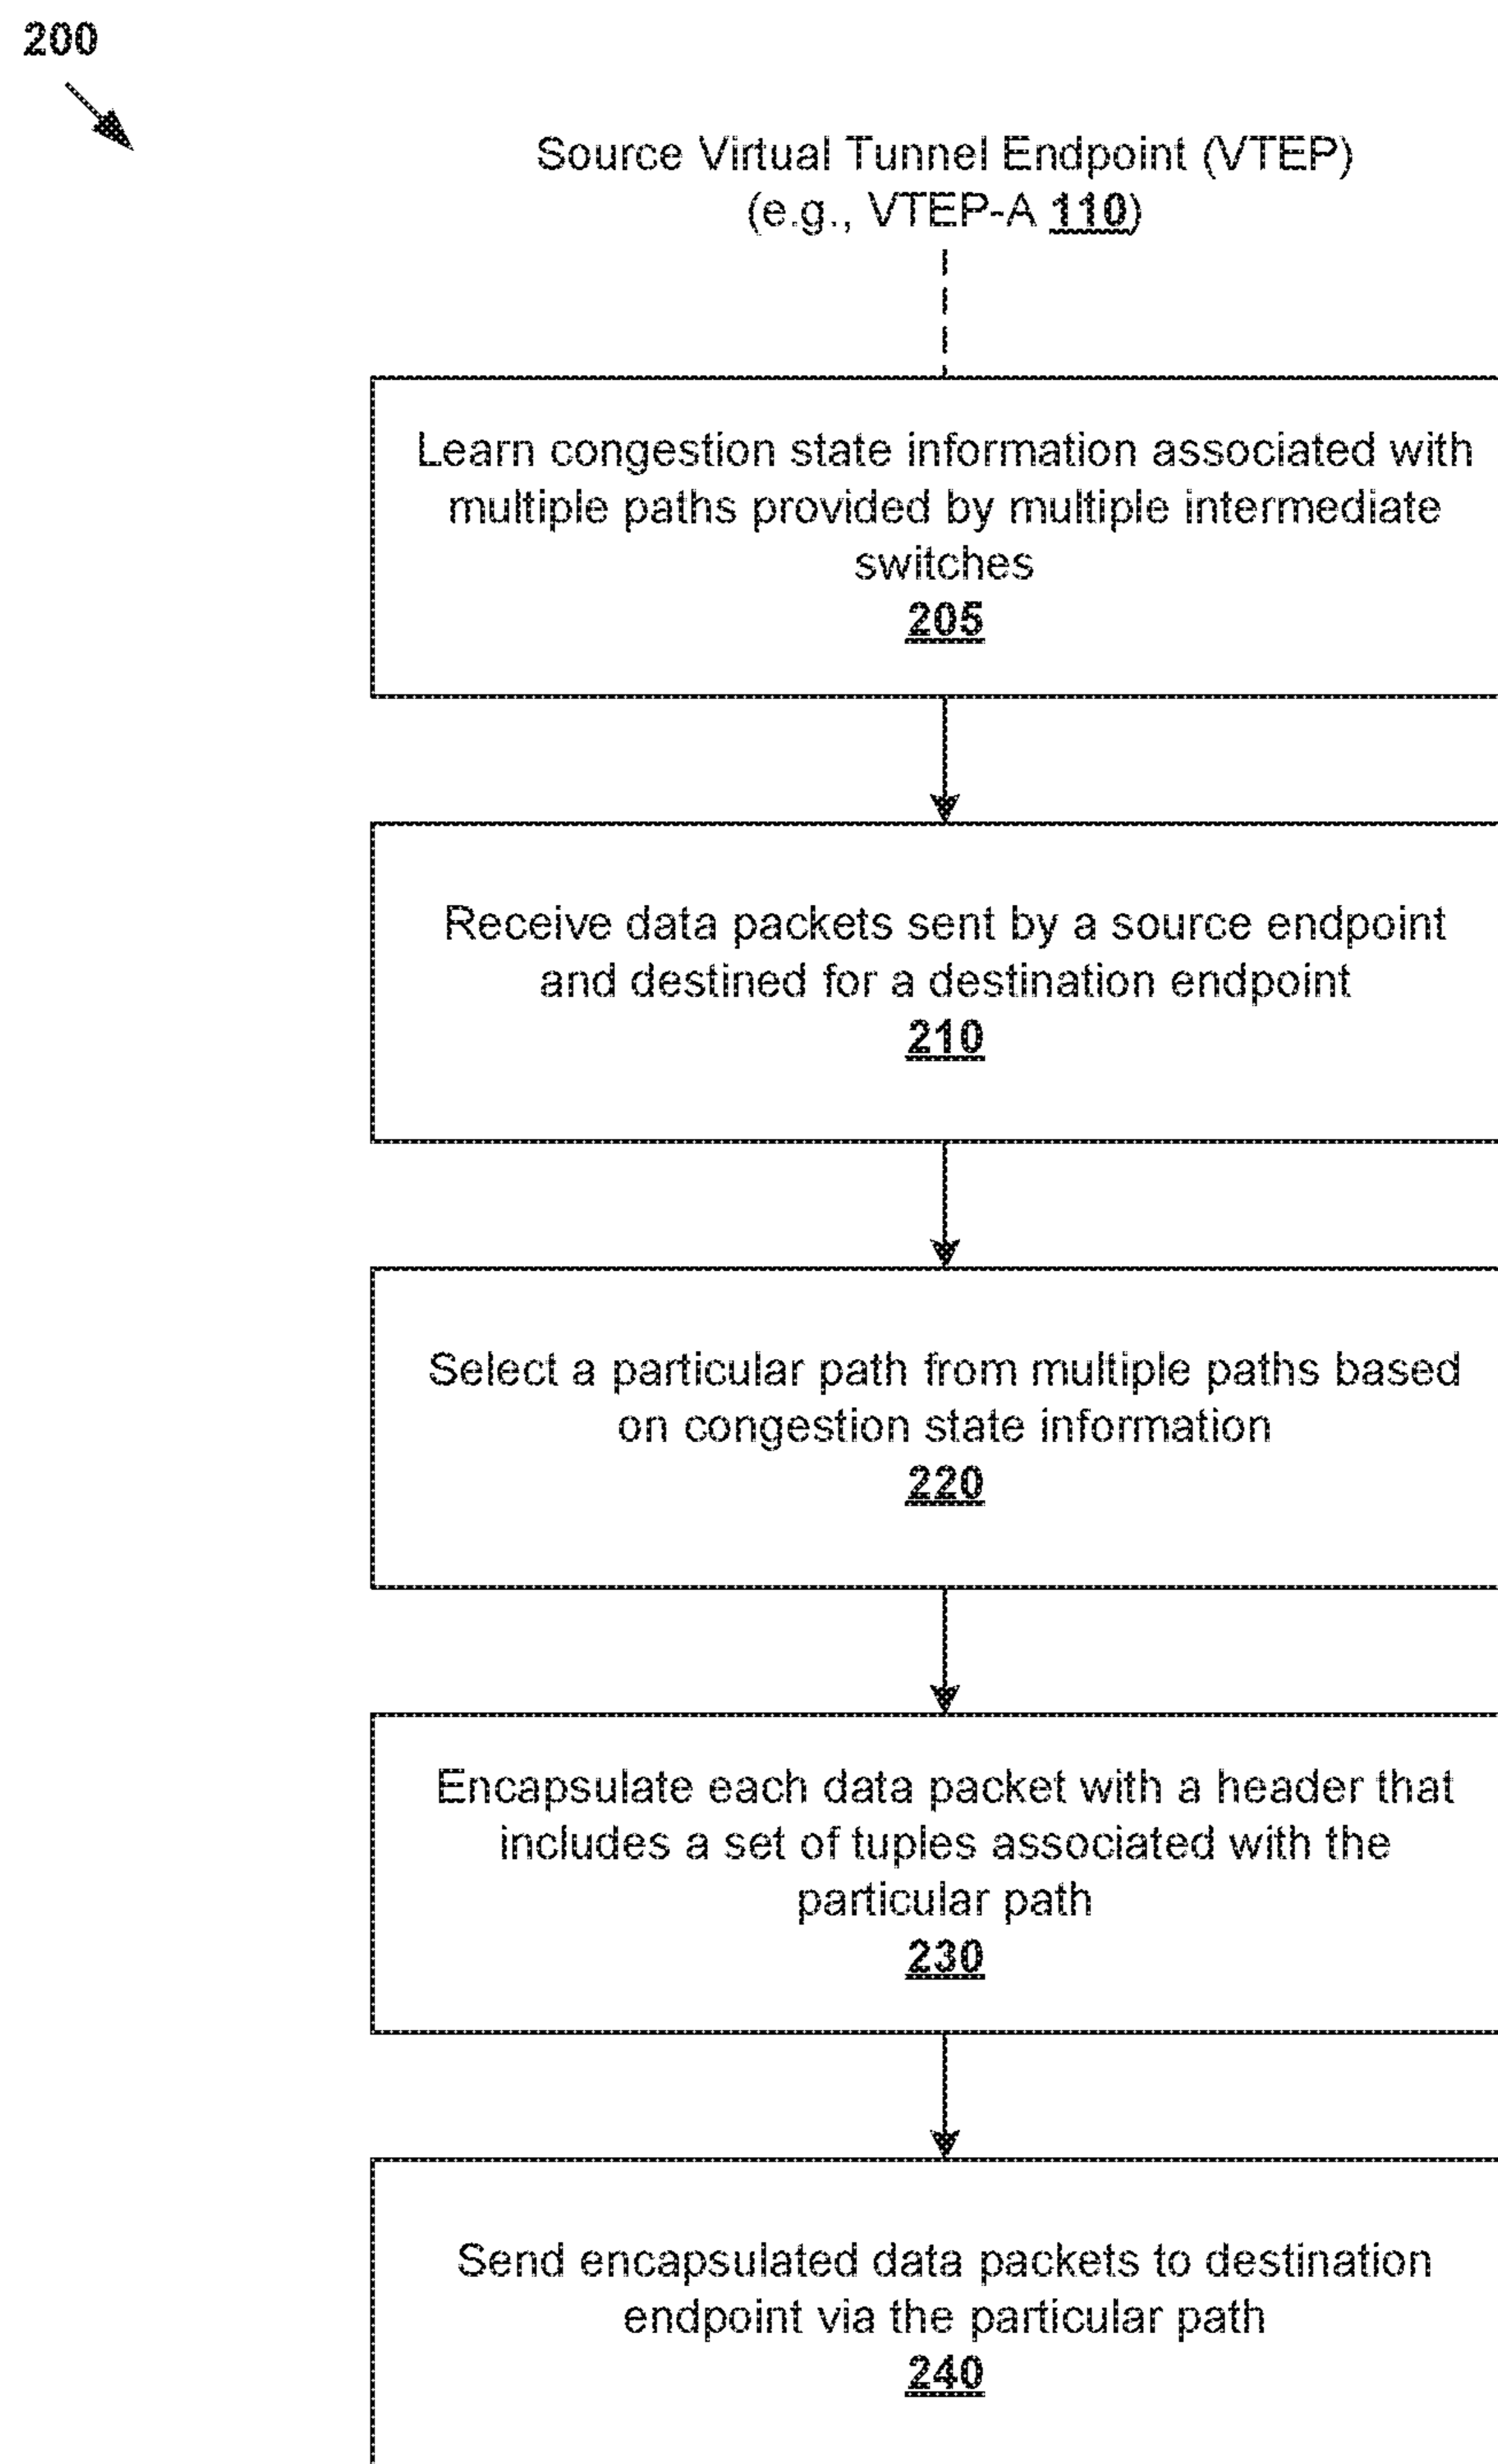 200
Source Virtual Tunnel Endpoint (VTEP)
(e.g., VTEP-A 110)
Learn congestion state information associated with
multiple paths provided by multiple intermediate
switches
205
Receive data packets sent by a source endpoint
and destined for a destination endpoint
210
Select a particular path from multiple paths based
on congestion state information
220
Encapsulate each data packet with a header that
includes a set of tuples associated with the
particular path
230
Send encapsulated data packets to destination
endpoint via the particular path
240